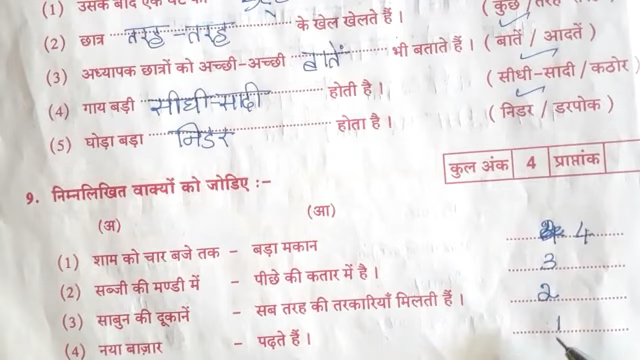 (1) उसके बाद एक घंटे का
(2) छात्र तरह-तरह के खेल खेलते हैं । (कुछ / तरह
(3) अध्यापक छात्रों को अच्छी-अच्छी बातें भी बताते हैं । (बातें / आदतें)
(4) गाय बड़ी सीधी-सादी होती है । (सीधी-सादी / कठोर)
(5) घोड़ा बड़ा निडर होता है । (निडर / डरपोक)
कुल अंक 4 प्राप्तांक
9. निम्नलिखित वाक्यों को जोडिए :-
(अ) (आ)
(1) शाम को चार बजे तक - बड़ा मकान 4
(2) सब्जी की मण्डी में - पीछे की कतार में है । 3
(3) साबुन की दूकानें - सब तरह की तरकारियाँ मिलती हैं । 2
(4) नया बाज़ार - पढ़ते हैं । 1